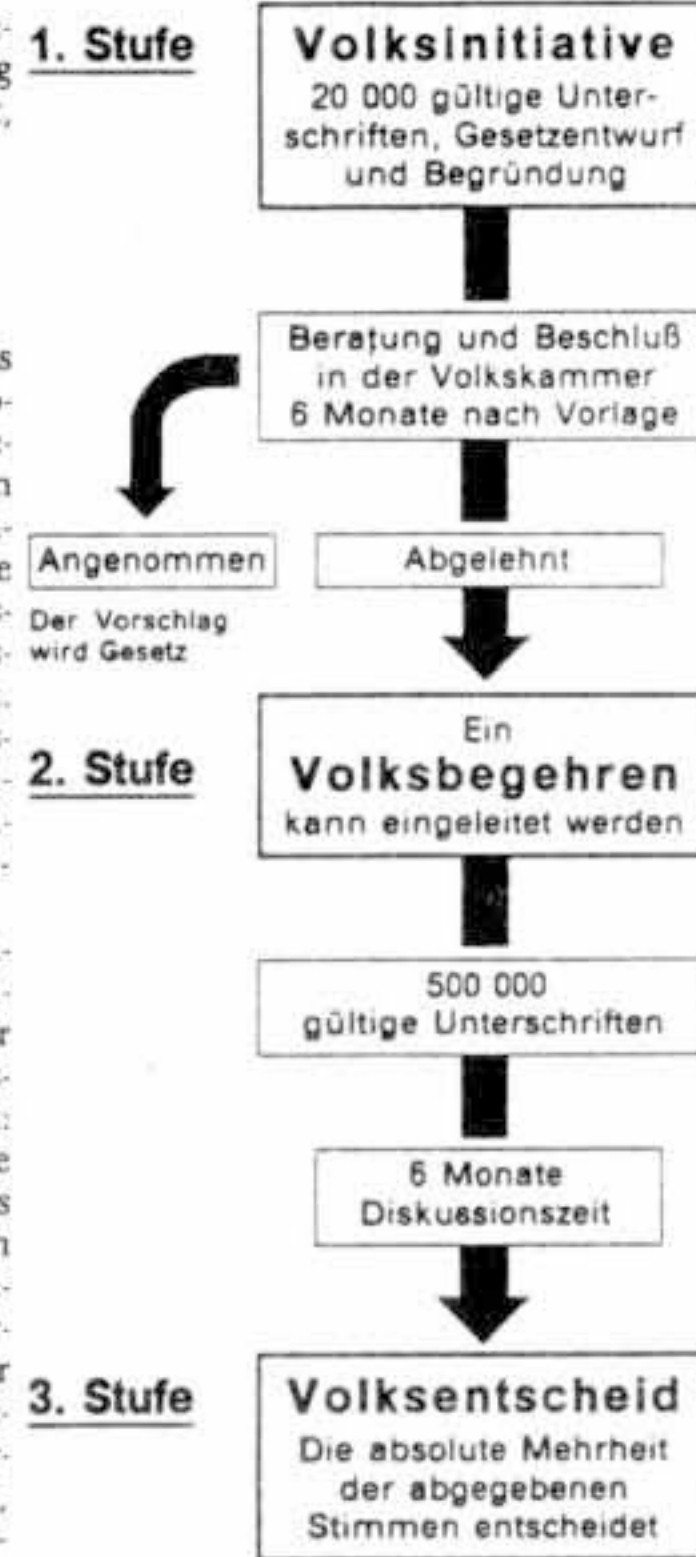 1. Stufe
Volksinitiative
20 000 gültige Unter-
schriften, Gesetzentwurf
und Begründung
Beratung und Beschluß
in der Volkskammer
6 Monate nach Vorlage
Angenommen
Abgelehnt
Der Vorschlag
wird Gesetz
2. Stufe
Ein
Volksbegehren
kann eingeleitet werden
500 000
gültige Unterschriften
6 Monate
Diskussionszeit
3. Stufe
Volksentscheid
Die absolute Mehrheit
der abgegebenen
Stimmen entscheidet